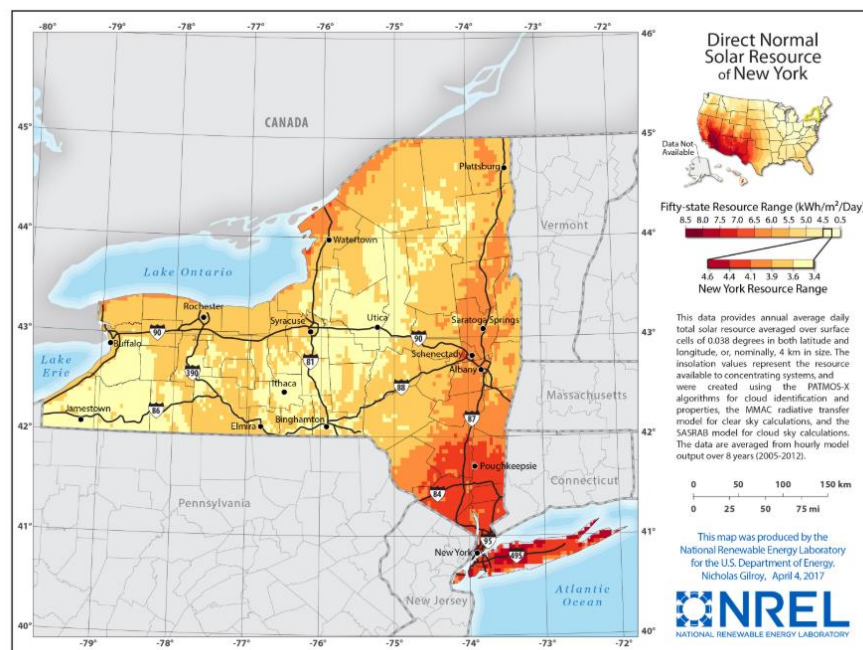 -80°
-79°
-78°
-77°
-76°
-75°
-74°
-73°
-72°
46°
45°
45°
44°
44°
43°
43°
42°
42°
41°
41°
40°
40°
-79°
-78°
-77°
-76°
-75°
-74°
-73°
-72°
CANADA
Plattsburg
Vermont
Watertown
Lake Ontario
Rochester
Syracuse
Utica
Saratoga Springs
90
90
Buffalo
Schenectady
Albany
Lake
Erie
81
390
Ithaca
88
Massachusetts
Jamestown
86
Elmira
Binghamton
87
Poughkeepsie
Connecticut
Pennsylvania
84
95
New York
495
New Jersey
Atlantic
Ocean
Direct Normal
Solar Resource
of New York
Data Not
Available
Fifty-state Resource Range (kWh/m²/Day)
8.5 8.0 7.5 7.0 6.5 6.0 5.5 5.0 4.5 0.5
4.6 4.4 4.1 3.9 3.6 3.4
New York Resource Range
This data provides annual average daily
total solar resource averaged over surface
cells of 0.038 degrees in both latitude and
longitude, or, nominally, 4 km in size. The
insolation values represent the resource
available to concentrating systems, and
were created using the PATMOS-X
algorithms for cloud identification and
properties, the MMAC radiative transfer
model for clear sky calculations, and the
SASRAB model for cloud sky calculations.
The data are averaged from hourly model
output over 8 years (2005-2012).
0 50 100 150 km
0 25 50 75 mi
This map was produced by the
National Renewable Energy Laboratory
for the U.S. Department of Energy.
Nicholas Gilroy, April 4, 2017
NREL
NATIONAL RENEWABLE ENERGY LABORATORY